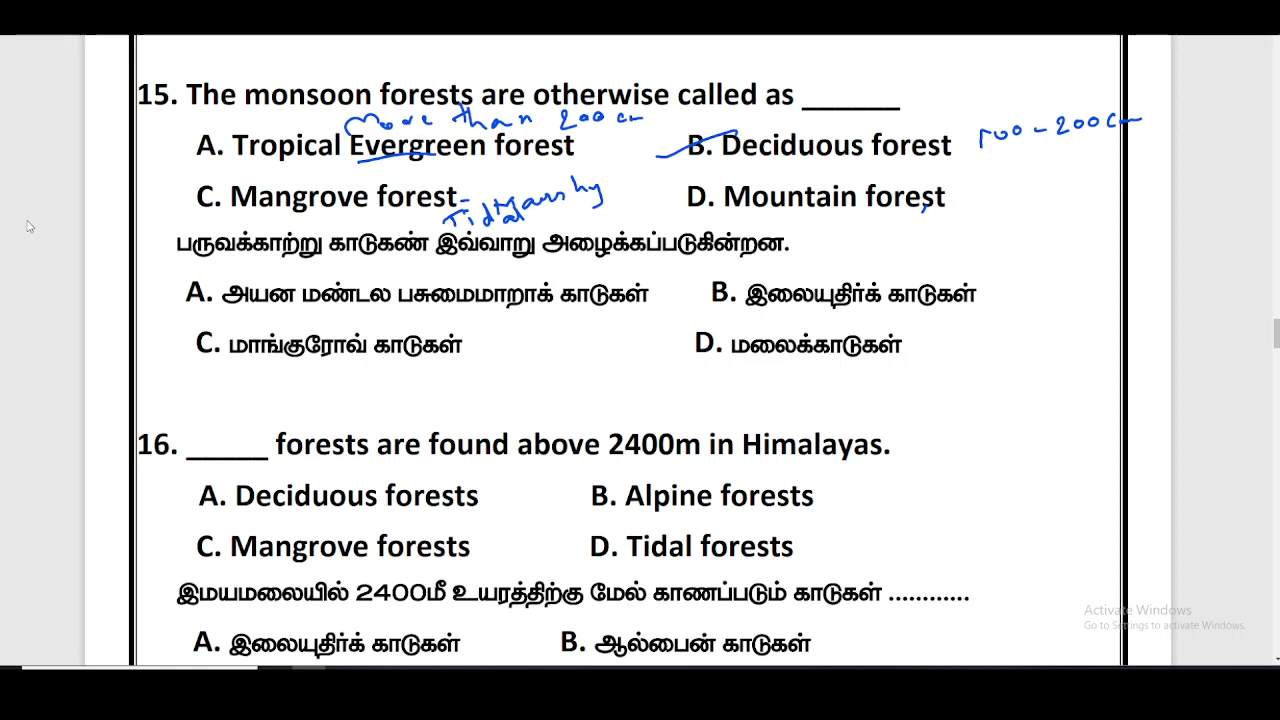 15. The monsoon forests are otherwise called as ______
More than 200 cm
A. Tropical Evergreen forest B. Deciduous forest 100 - 200 cm
C. Mangrove forest D. Mountain forest
Tidal Marshy
பருவக்காற்று காடுகண் இவ்வாறு அழைக்கப்படுகின்றன.
A. அயன மண்டல பசுமைமாறாக் காடுகள் B. இலையுதிர்க் காடுகள்
C. மாங்குரோவ் காடுகள் D. மலைக்காடுகள்
16. _____ forests are found above 2400m in Himalayas.
A. Deciduous forests B. Alpine forests
C. Mangrove forests D. Tidal forests
இமயமலையில் 2400மீ உயரத்திற்கு மேல் காணப்படும் காடுகள் ............
Activate Windows
Go to Settings to activate Windows.
A. இலையுதிர்க் காடுகள் B. ஆல்பைன் காடுகள்